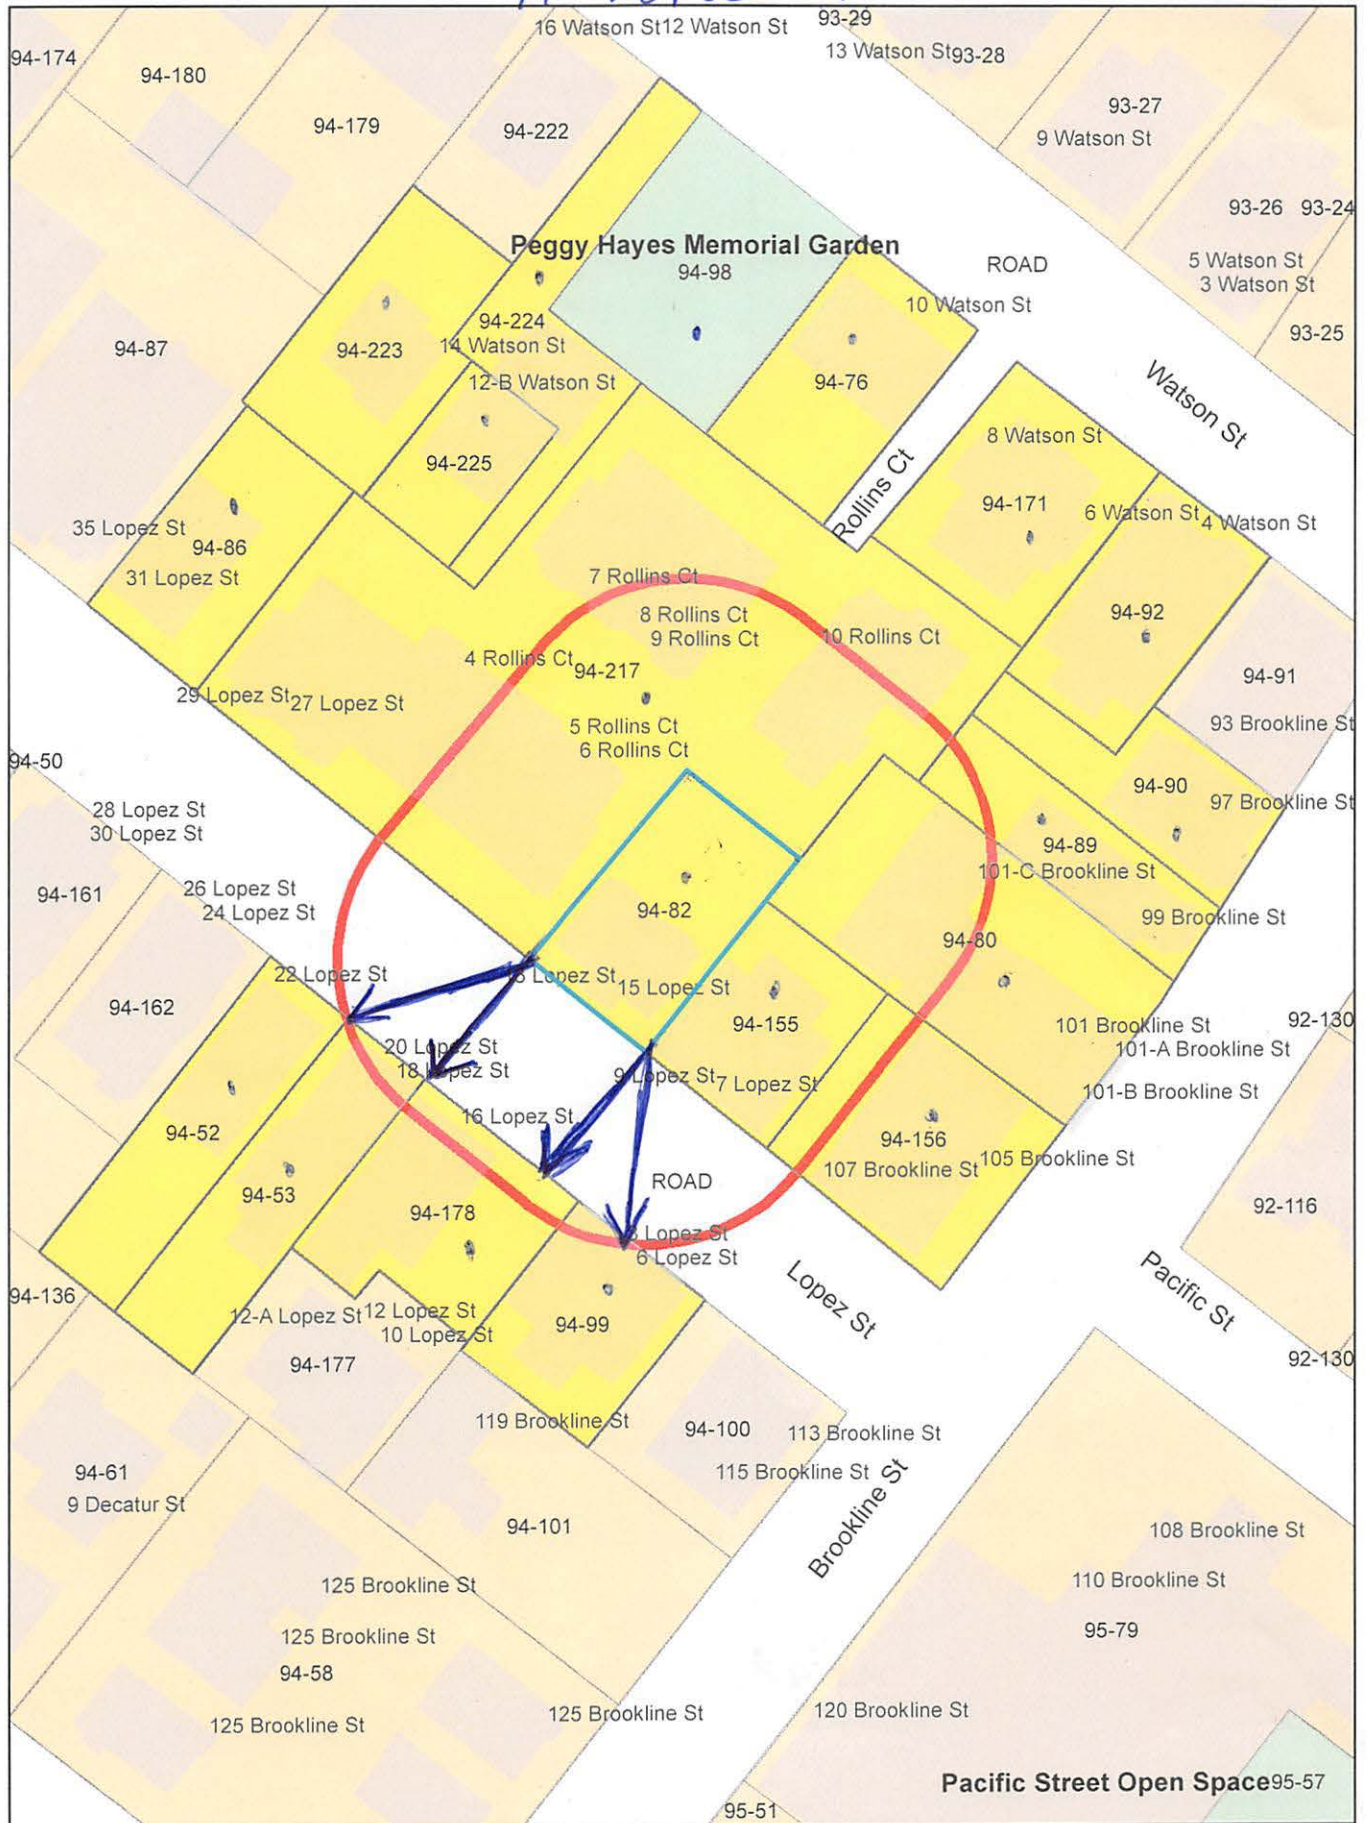 16 Watson St 12 Watson St
93-29
13 Watson St 93-28
94-174
94-180
94-179
94-222
93-27
9 Watson St
93-26 93-24
5 Watson St
3 Watson St
93-25
Peggy Hayes Memorial Garden
94-98
ROAD
10 Watson St
94-87
94-223
94-224
14 Watson St
12-B Watson St
94-225
94-76
Watson St
Rollins Ct
8 Watson St
94-171
6 Watson St
4 Watson St
35 Lopez St
94-86
31 Lopez St
7 Rollins Ct
8 Rollins Ct
9 Rollins Ct
10 Rollins Ct
94-92
4 Rollins Ct
94-217
94-91
29 Lopez St
27 Lopez St
5 Rollins Ct
6 Rollins Ct
93 Brookline St
94-50
94-90
97 Brookline St
28 Lopez St
30 Lopez St
94-89
101-C Brookline St
94-161
26 Lopez St
24 Lopez St
94-82
99 Brookline St
94-80
22 Lopez St
Lopez St
15 Lopez St
94-162
94-155
101 Brookline St
92-130
101-A Brookline St
20 Lopez St
18 Lopez St
9 Lopez St
7 Lopez St
101-B Brookline St
16 Lopez St
94-52
94-156
107 Brookline St
105 Brookline St
94-53
ROAD
94-178
92-116
Lopez St
6 Lopez St
Lopez St
Pacific St
94-136
12-A Lopez St
12 Lopez St
10 Lopez St
94-99
94-177
92-130
119 Brookline St
94-100
113 Brookline St
115 Brookline St
94-61
9 Decatur St
Brookline St
94-101
108 Brookline St
125 Brookline St
110 Brookline St
125 Brookline St
95-79
94-58
125 Brookline St
125 Brookline St
120 Brookline St
Pacific Street Open Space 95-57
95-51